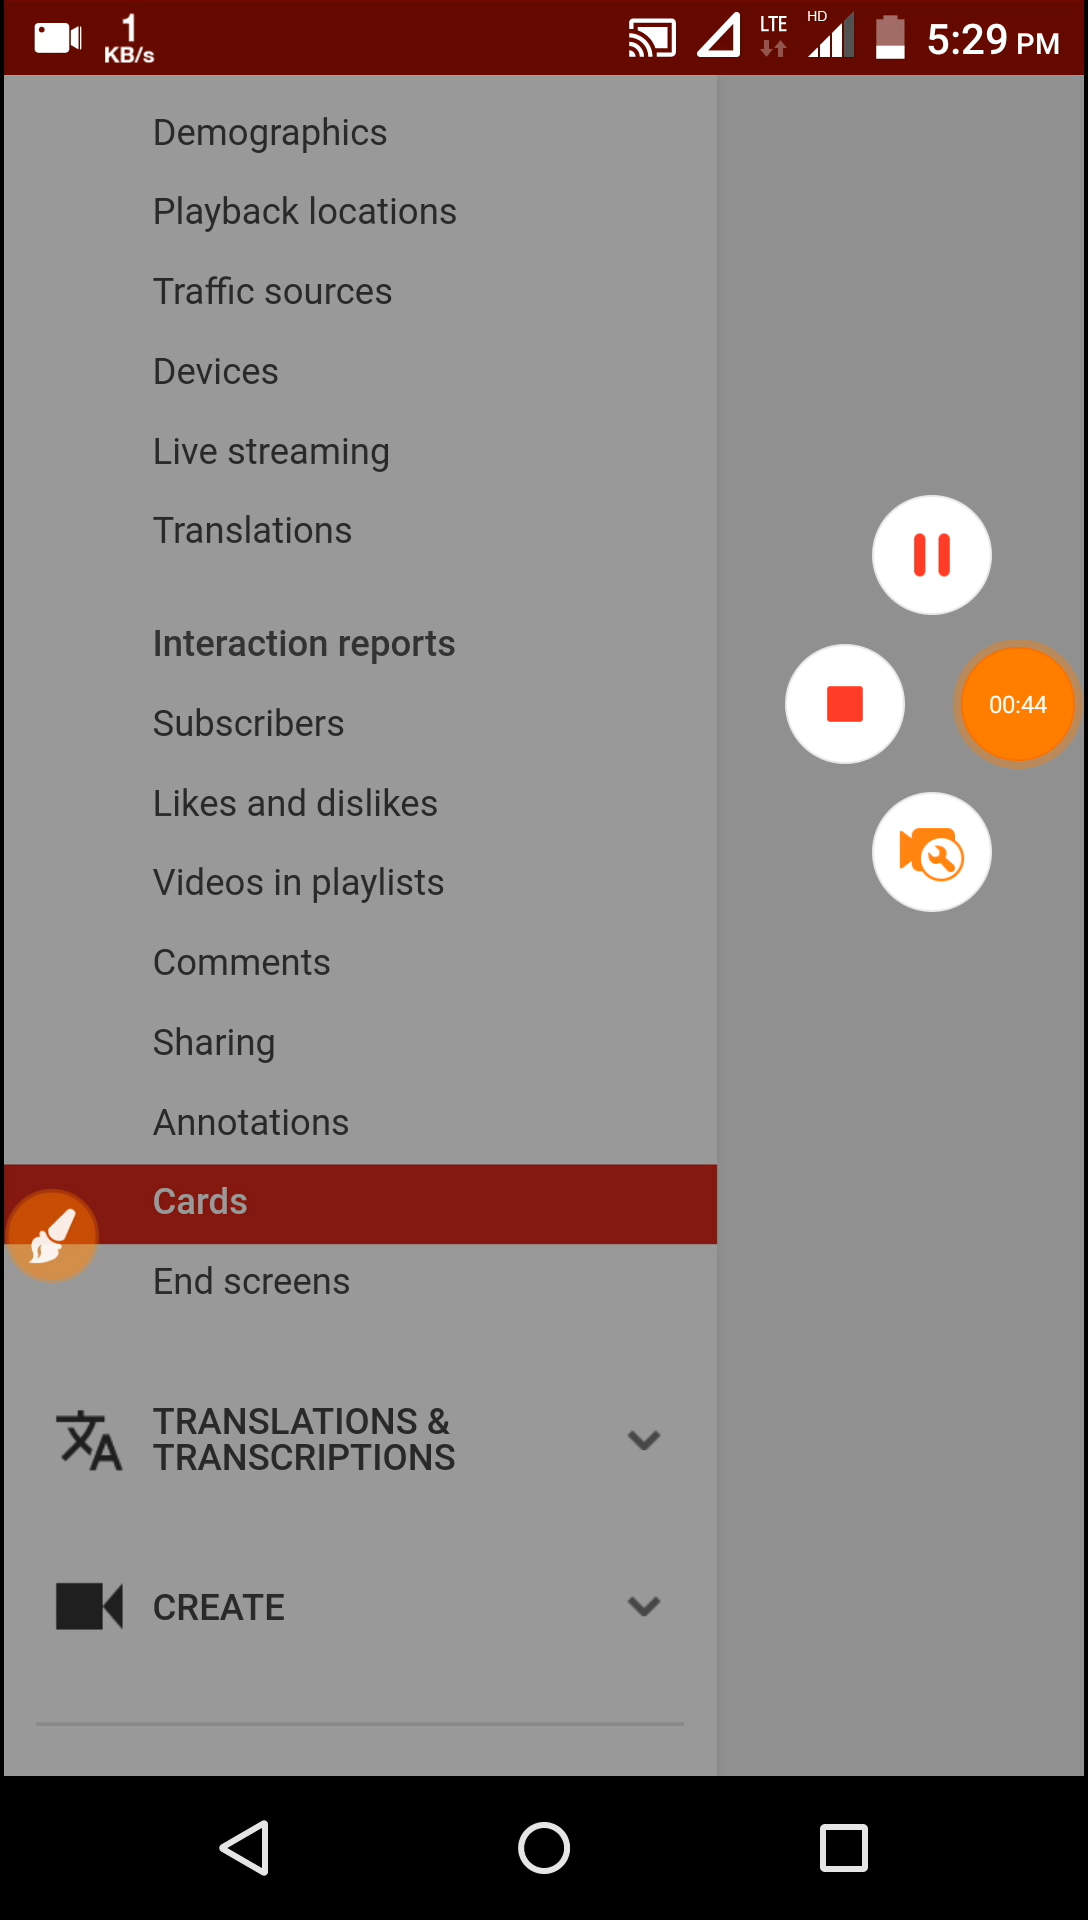 1
KB/s
LTE
HD
5:29 PM
Demographics
Playback locations
Traffic sources
Devices
Live streaming
Translations
Interaction reports
Subscribers
Likes and dislikes
Videos in playlists
Comments
Sharing
Annotations
Cards
End screens
TRANSLATIONS &
TRANSCRIPTIONS
CREATE
00:44